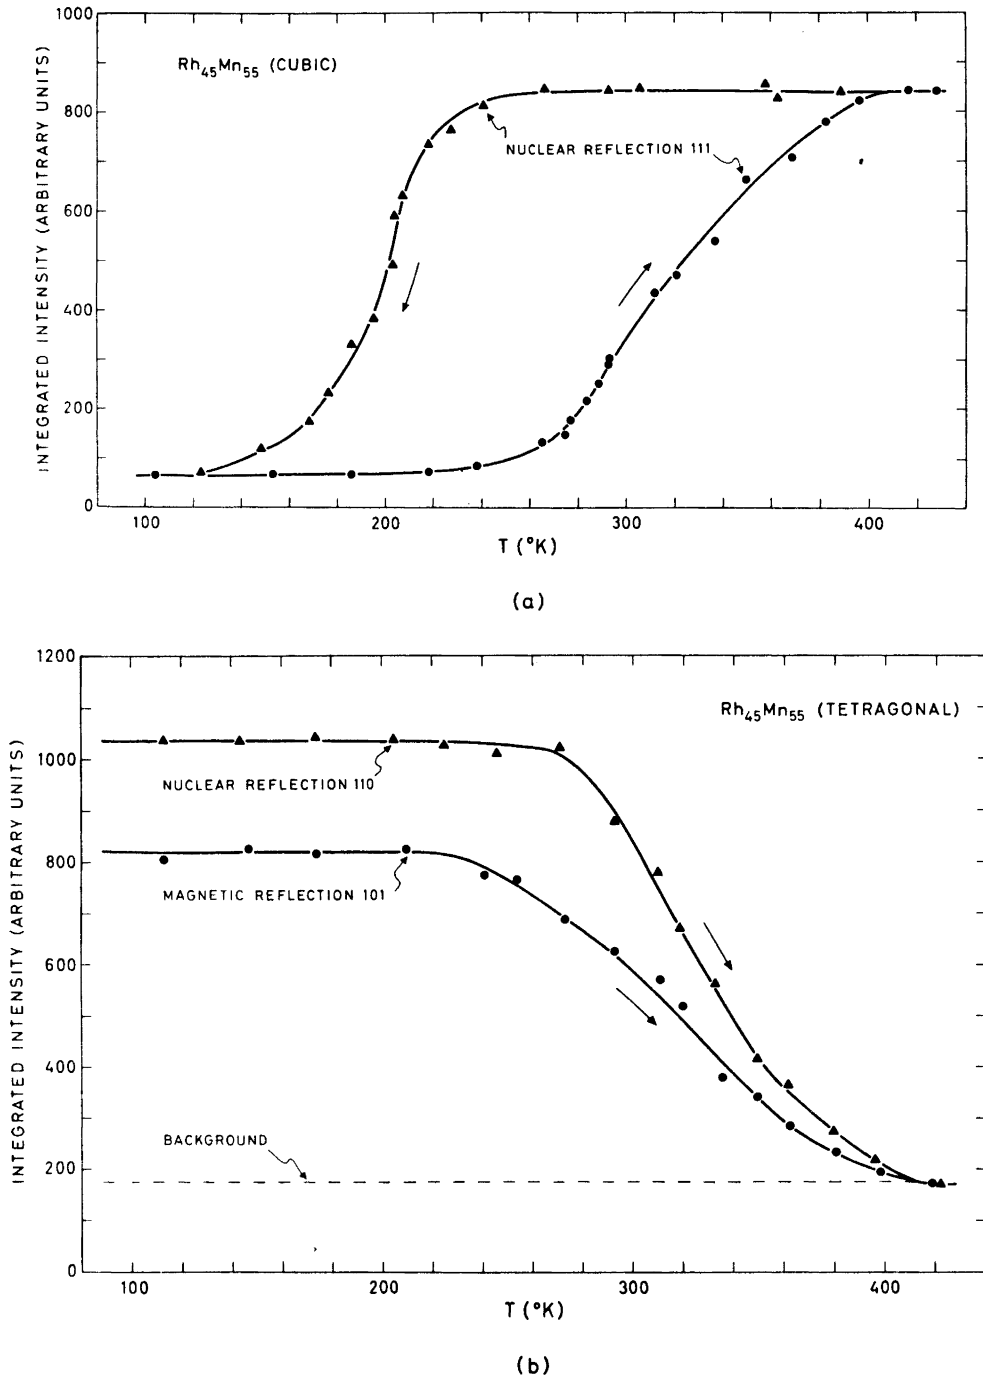 1000
800
600
400
200
0
INTEGRATED INTENSITY (ARBITRARY UNITS)
Rh45Mn55 (CUBIC)
NUCLEAR REFLECTION 111
100
200
300
400
T (°K)
(a)
1200
1000
800
600
400
200
0
INTEGRATED INTENSITY (ARBITRARY UNITS)
Rh45Mn55 (TETRAGONAL)
NUCLEAR REFLECTION 110
MAGNETIC REFLECTION 101
BACKGROUND
100
200
300
400
T (°K)
(b)